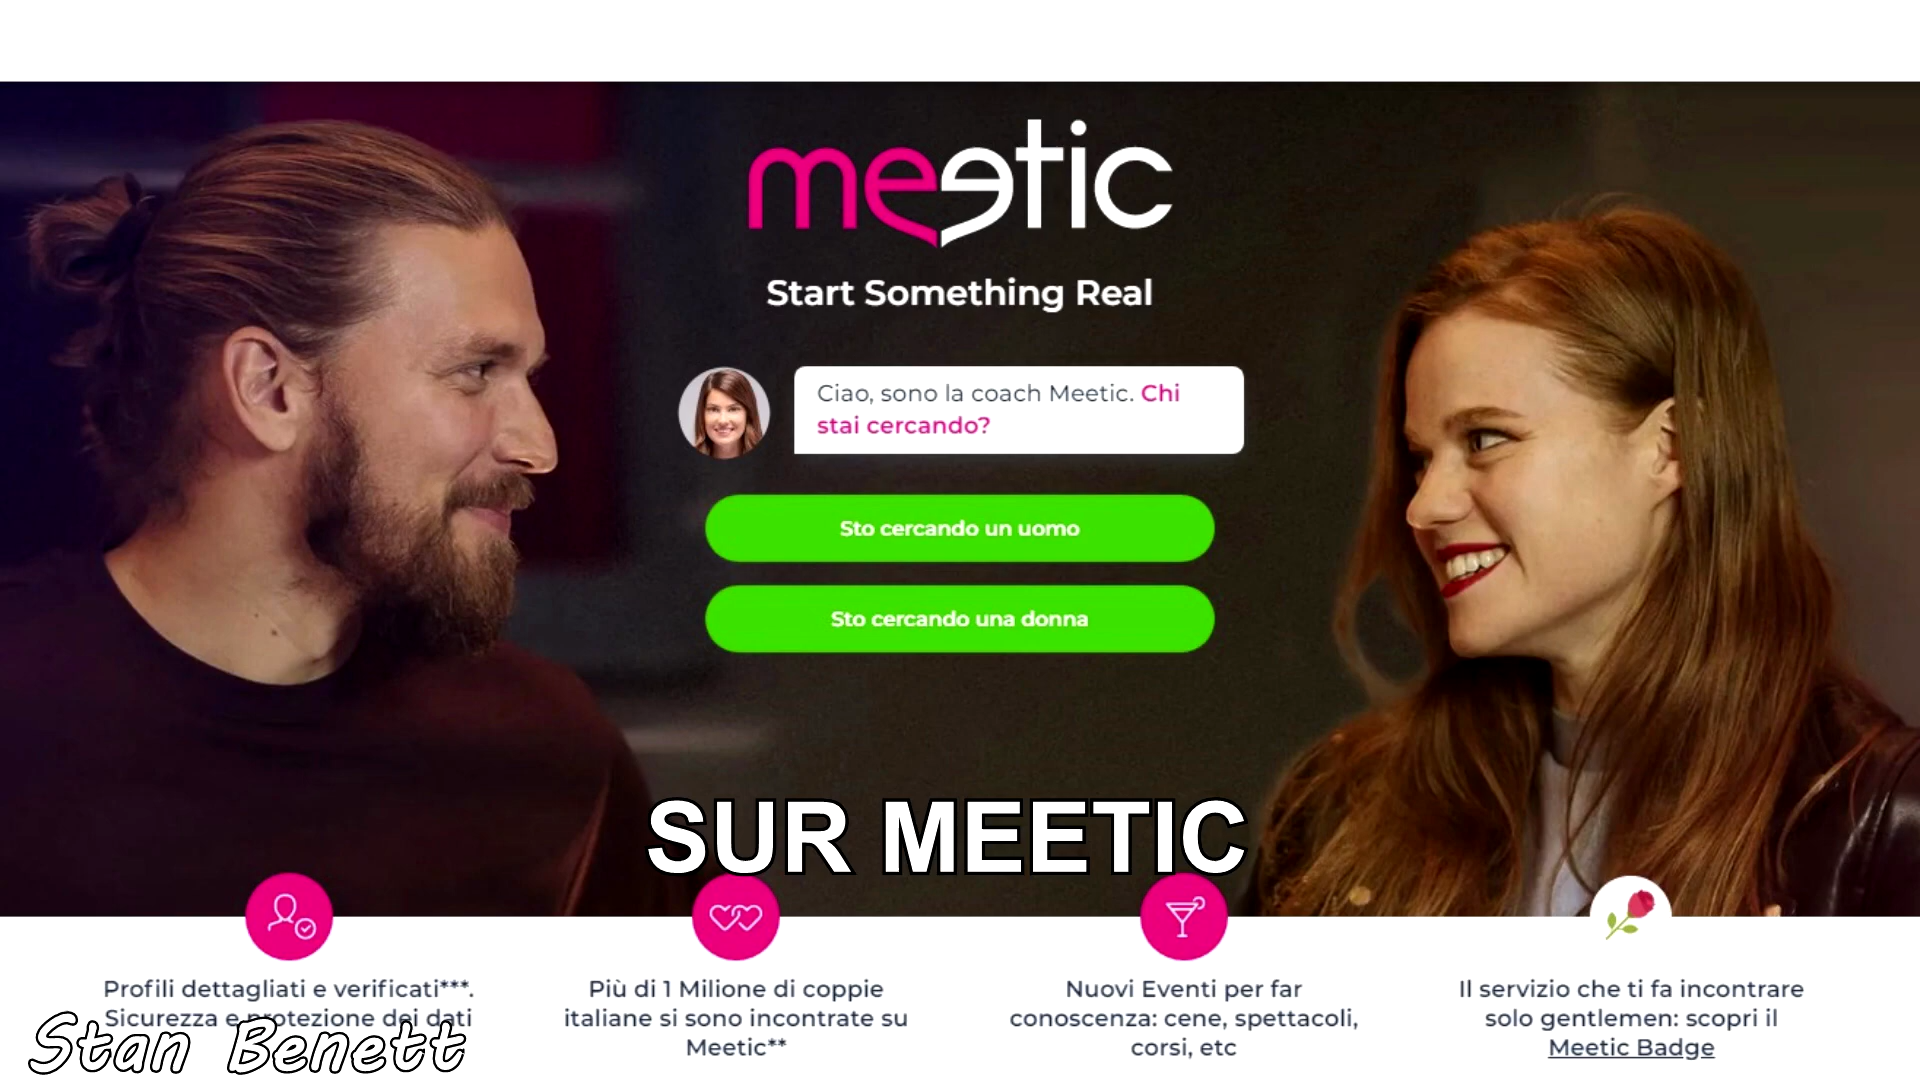 meetic
Start Something Real
Ciao, sono la coach Meetic. Chi
stai cercando?
Sto cercando un uomo
Sto cercando una donna
SUR MEETIC
Profili dettagliati e verificati***.
Sicurezza e protezione dei dati
Più di 1 Milione di coppie
italiane si sono incontrate su
Meetic**
Nuovi Eventi per far
conoscenza: cene, spettacoli,
corsi, etc
Il servizio che ti fa incontrare
solo gentlemen: scopri il
Meetic Badge
Stan Benett